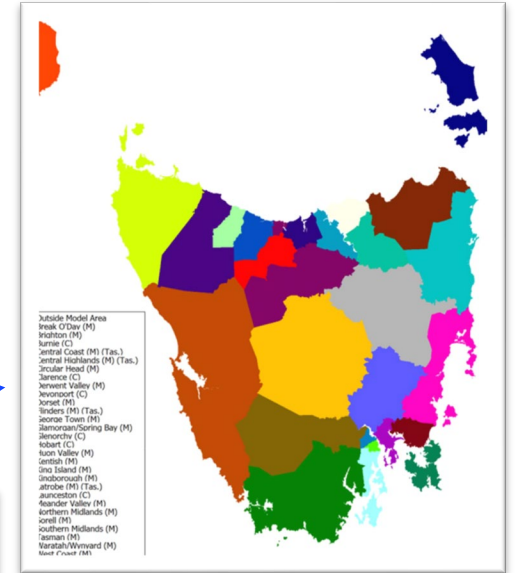 Outside Model Area
Break O'Day (M)
Brighton (M)
Burnie (C)
Central Coast (M) (Tas.)
Central Highlands (M) (Tas.)
Circular Head (M)
Clarence (C)
Derwent Valley (M)
Devonport (C)
Dorset (M)
Flinders (M) (Tas.)
George Town (M)
Glamorgan/Spring Bay (M)
Glenorchy (C)
Hobart (C)
Huon Valley (M)
Kentish (M)
King Island (M)
Kingborough (M)
Latrobe (M) (Tas.)
Launceston (C)
Meander Valley (M)
Northern Midlands (M)
Sorell (M)
Southern Midlands (M)
Tasman (M)
Waratah/Wynyard (M)
West Coast (M)